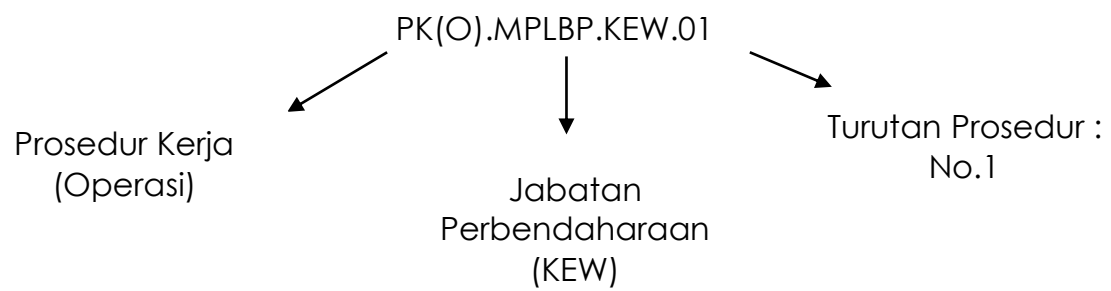 PK(O).MPLBP.KEW.01
Prosedur Kerja
(Operasi)
Jabatan
Perbendaharaan
(KEW)
Turutan Prosedur :
No.1